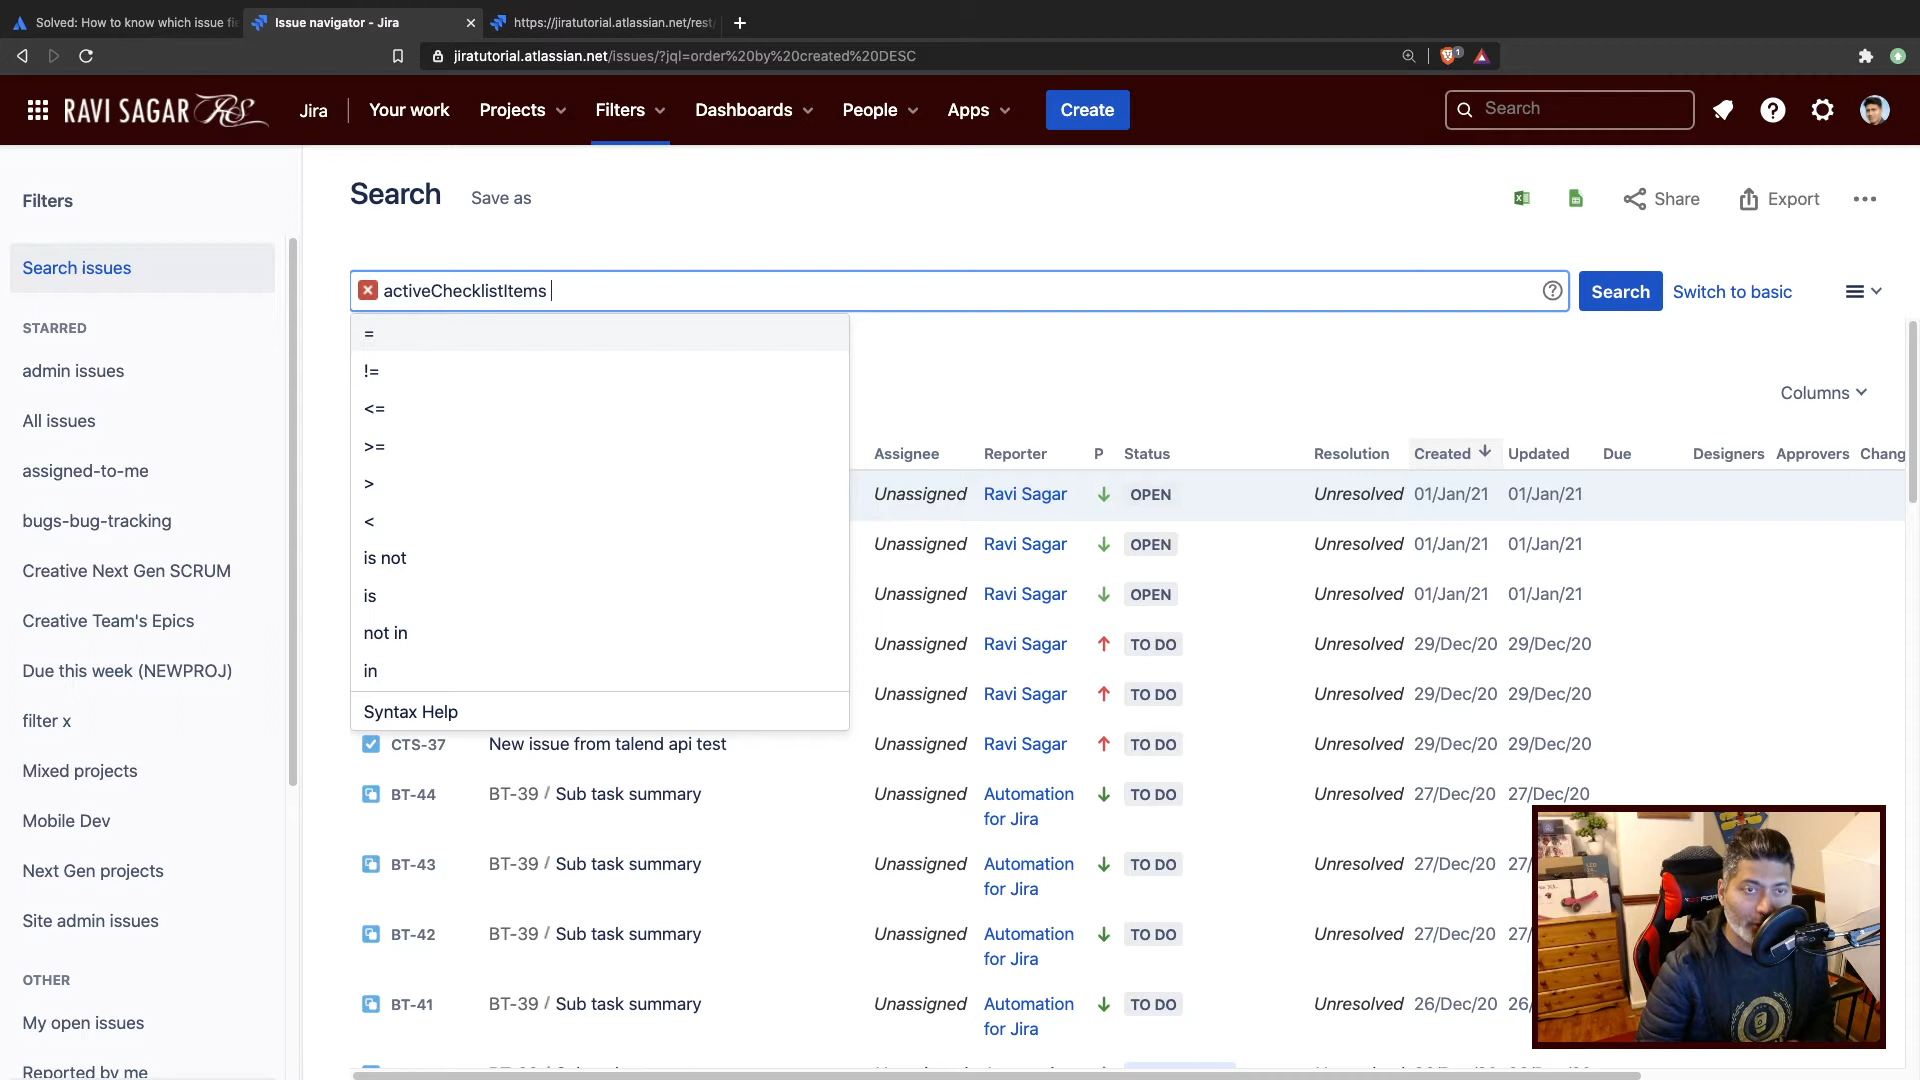 Solved: How to know which issue fi
Issue navigator - Jira
https://jiratutorial.atlassian.net/rest
jiratutorial.atlassian.net/issues/?jql=order%20by%20created%20DESC
1
RAVI SAGAR RS
Jira
Your work
Projects
Filters
Dashboards
People
Apps
Create
Search
Filters
Search issues
STARRED
admin issues
All issues
assigned-to-me
bugs-bug-tracking
Creative Next Gen SCRUM
Creative Team's Epics
Due this week (NEWPROJ)
filter x
Mixed projects
Mobile Dev
Next Gen projects
Site admin issues
OTHER
My open issues
Reported by me
Search
Save as
Share
Export
activeChecklistItems
Search
Switch to basic
=
!=
<=
>=
>
<
is not
is
not in
in
Syntax Help
Columns
Assignee Reporter P Status Resolution Created Updated Due Designers Approvers Chang
Unassigned Ravi Sagar OPEN Unresolved 01/Jan/21 01/Jan/21
Unassigned Ravi Sagar OPEN Unresolved 01/Jan/21 01/Jan/21
Unassigned Ravi Sagar OPEN Unresolved 01/Jan/21 01/Jan/21
Unassigned Ravi Sagar TO DO Unresolved 29/Dec/20 29/Dec/20
Unassigned Ravi Sagar TO DO Unresolved 29/Dec/20 29/Dec/20
CTS-37 New issue from talend api test Unassigned Ravi Sagar TO DO Unresolved 29/Dec/20 29/Dec/20
BT-44 BT-39 / Sub task summary Unassigned Automation for Jira TO DO Unresolved 27/Dec/20 27/Dec/20
BT-43 BT-39 / Sub task summary Unassigned Automation for Jira TO DO Unresolved 27/Dec/20 27/
BT-42 BT-39 / Sub task summary Unassigned Automation for Jira TO DO Unresolved 27/Dec/20 27/
BT-41 BT-39 / Sub task summary Unassigned Automation for Jira TO DO Unresolved 26/Dec/20 26/